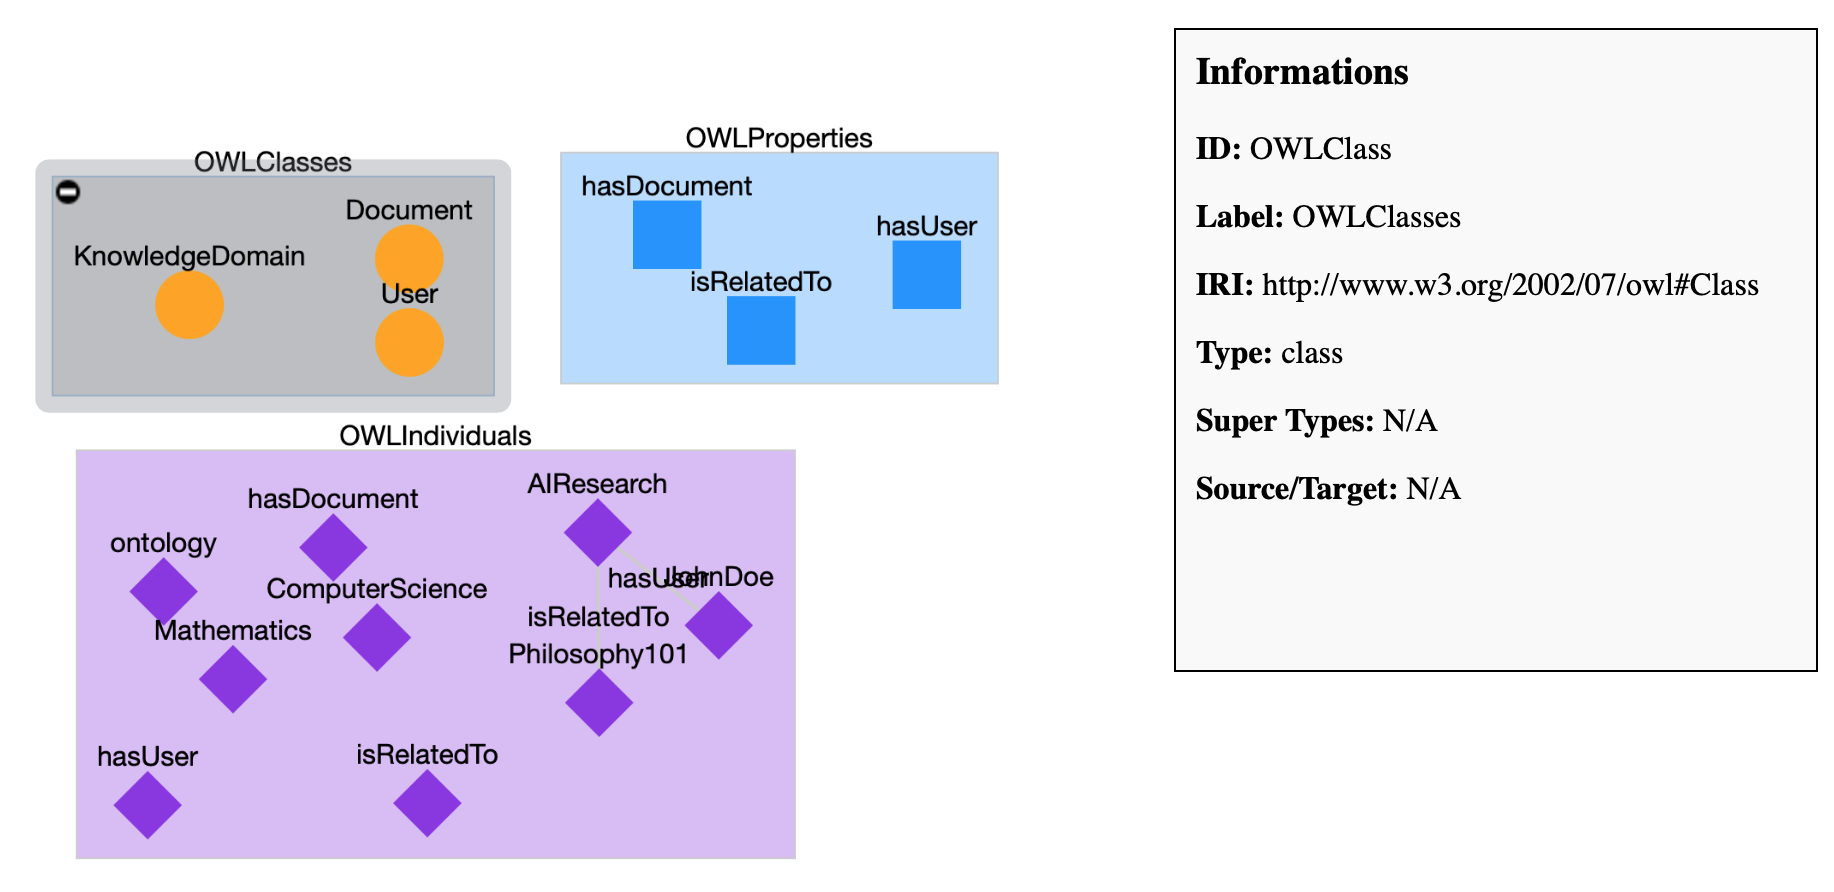 OWLClasses
KnowledgeDomain
Document
User
OWLProperties
hasDocument
hasUser
isRelatedTo
OWLIndividuals
hasDocument
AIResearch
ontology
ComputerScience
hasUser
JohnDoe
Mathematics
isRelatedTo
Philosophy101
hasUser
isRelatedTo
Informations
ID: OWLClass
Label: OWLClasses
IRI: http://www.w3.org/2002/07/owl#Class
Type: class
Super Types: N/A
Source/Target: N/A